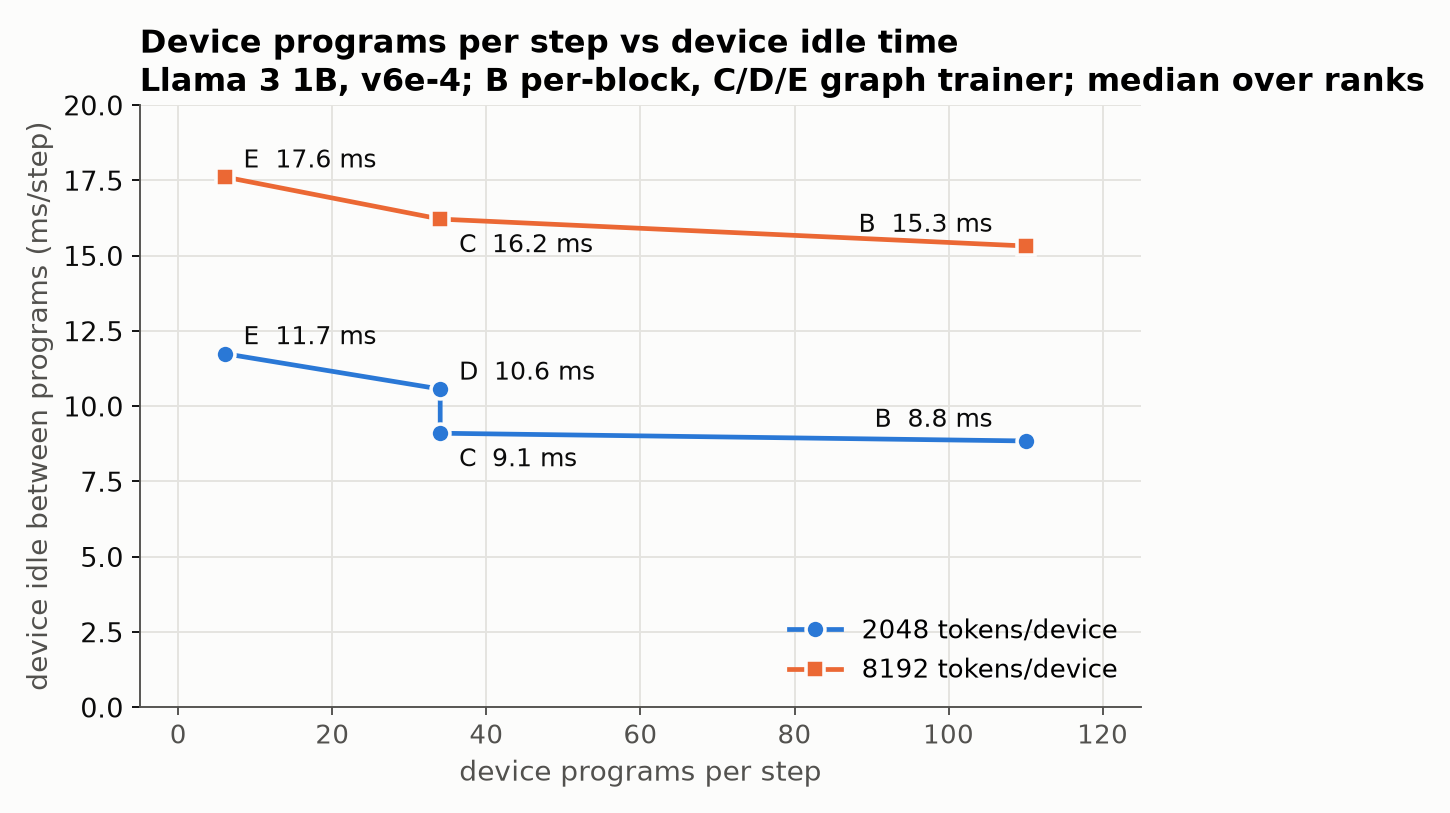 Device programs per step vs device idle time
Llama 3 1B, v6e-4; B per-block, C/D/E graph trainer; median over ranks
device idle between programs (ms/step)
20.0
17.5
15.0
12.5
10.0
7.5
5.0
2.5
0.0
E 17.6 ms
C 16.2 ms
B 15.3 ms
E 11.7 ms
D 10.6 ms
C 9.1 ms
B 8.8 ms
2048 tokens/device
8192 tokens/device
0 20 40 60 80 100 120
device programs per step